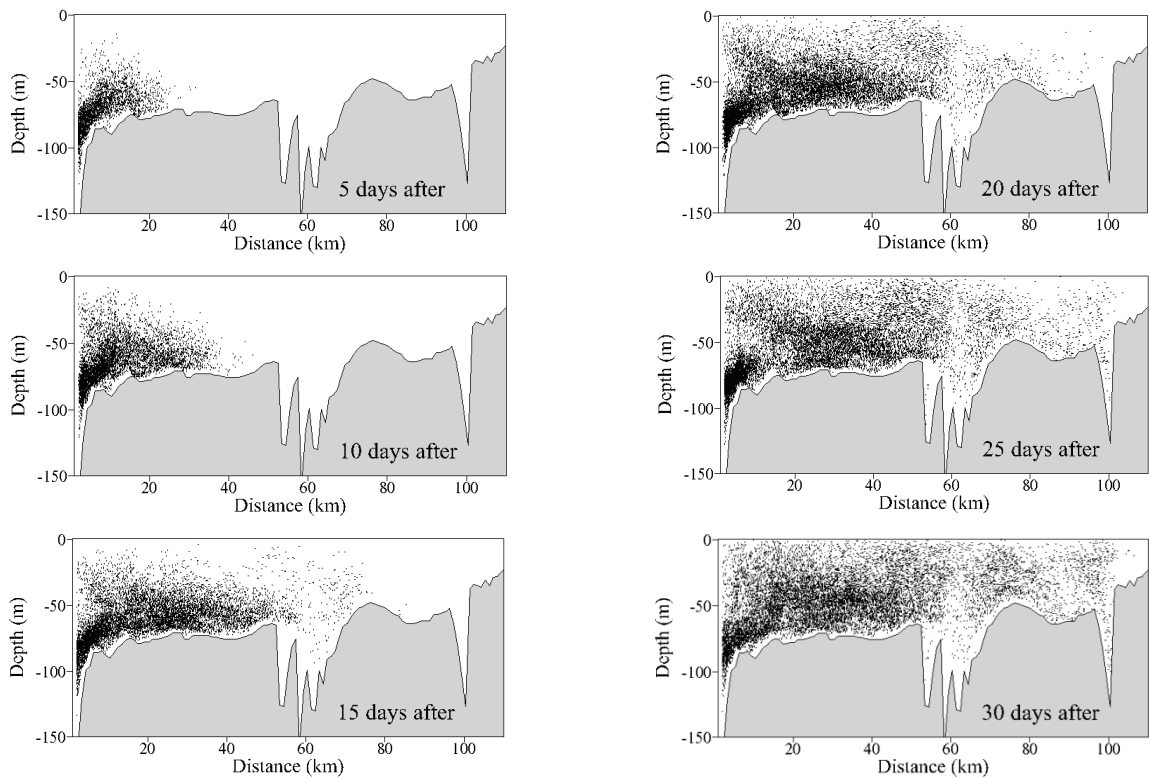 0
-50
-100
-150
Depth (m)
5 days after
20 40 60 80 100
Distance (km)
0
-50
-100
-150
Depth (m)
20 days after
20 40 60 80 100
Distance (km)
0
-50
-100
-150
Depth (m)
10 days after
20 40 60 80 100
Distance (km)
0
-50
-100
-150
Depth (m)
25 days after
20 40 60 80 100
Distance (km)
0
-50
-100
-150
Depth (m)
15 days after
20 40 60 80 100
Distance (km)
0
-50
-100
-150
Depth (m)
30 days after
20 40 60 80 100
Distance (km)